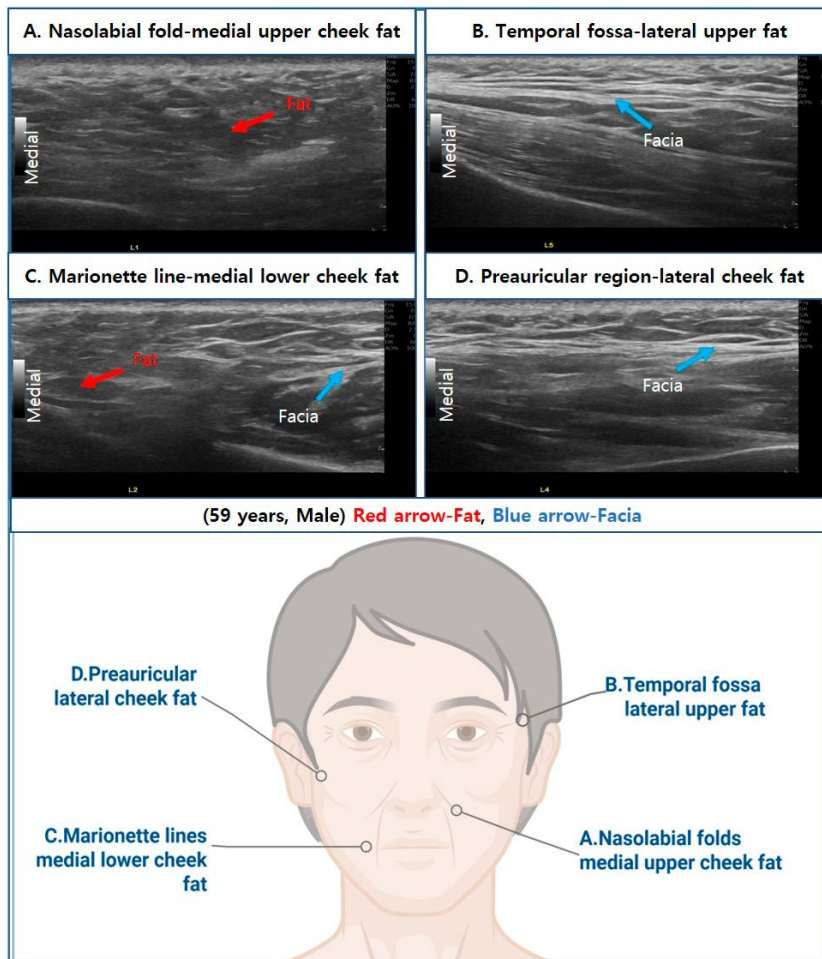 A. Nasolabial fold-medial upper cheek fat
B. Temporal fossa-lateral upper fat
Fat
Medial
L1
Facia
Medial
L5
C. Marionette line-medial lower cheek fat
D. Preauricular region-lateral cheek fat
Fat
Facia
Medial
L2
Facia
Medial
L4
(59 years, Male) Red arrow-Fat, Blue arrow-Facia
D.Preauricular
lateral cheek fat
B.Temporal fossa
lateral upper fat
C.Marionette lines
medial lower cheek
fat
A.Nasolabial folds
medial upper cheek fat